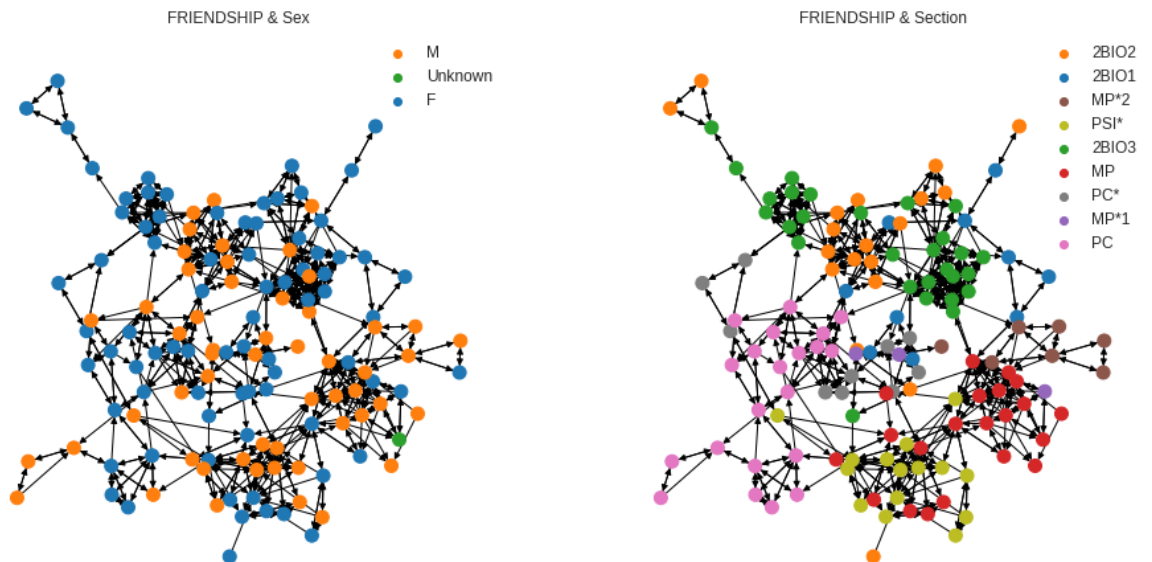 FRIENDSHIP & Sex
M
Unknown
F
FRIENDSHIP & Section
2BIO2
2BIO1
MP*2
PSI*
2BIO3
MP
PC*
MP*1
PC